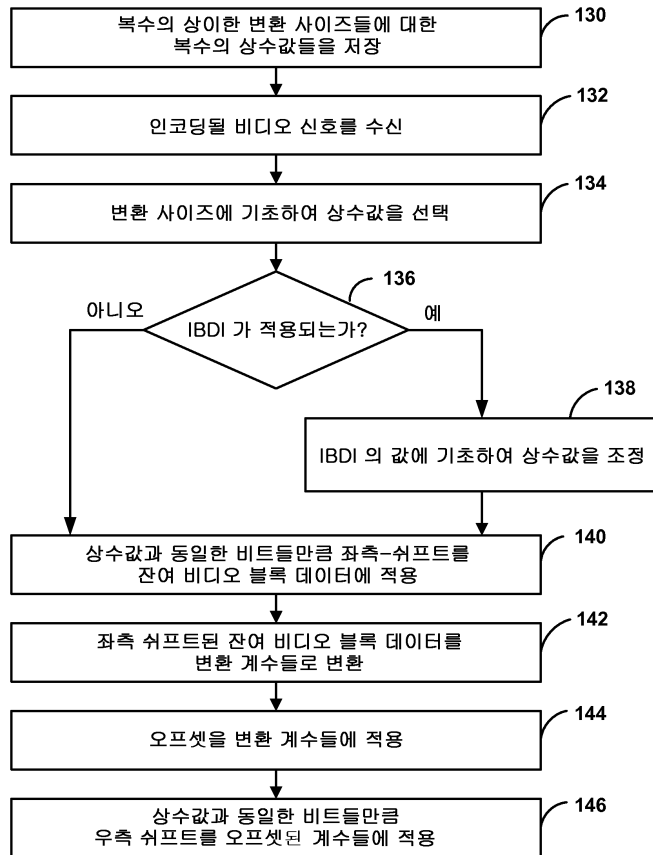 복수의 상이한 변환 사이즈들에 대한
복수의 상수값들을 저장
130
인코딩될 비디오 신호를 수신
132
변환 사이즈에 기초하여 상수값을 선택
134
136
아니오
IBDI 가 적용되는가?
예
138
IBDI 의 값에 기초하여 상수값을 조정
상수값과 동일한 비트들만큼 좌측-쉬프트를
잔여 비디오 블록 데이터에 적용
140
좌측 쉬프트된 잔여 비디오 블록 데이터를
변환 계수들로 변환
142
오프셋을 변환 계수들에 적용
144
상수값과 동일한 비트들만큼
우측 쉬프트를 오프셋된 계수들에 적용
146